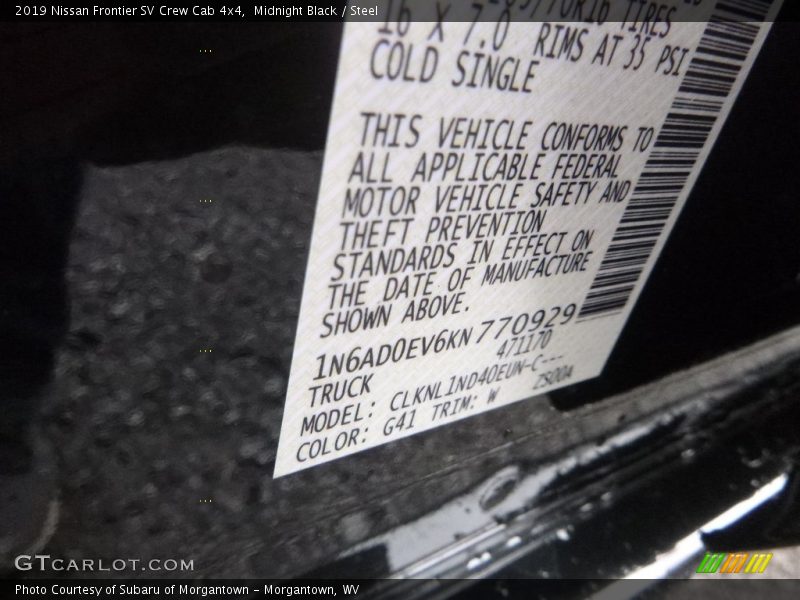 2019 Nissan Frontier SV Crew Cab 4x4,  Midnight Black / Steel
TIRES
16 X 7.0  RIMS AT 35 PSI
COLD SINGLE
THIS VEHICLE CONFORMS TO
ALL APPLICABLE FEDERAL
MOTOR VEHICLE SAFETY AND
THEFT PREVENTION
STANDARDS IN EFFECT ON
THE DATE OF MANUFACTURE
SHOWN ABOVE.
1N6AD0EV6KN770929
TRUCK 471170
MODEL: CLKNL1ND40EUN-C---
COLOR: G41 TRIM: W
GTCARLOT.COM
Photo Courtesy of Subaru of Morgantown - Morgantown, WV